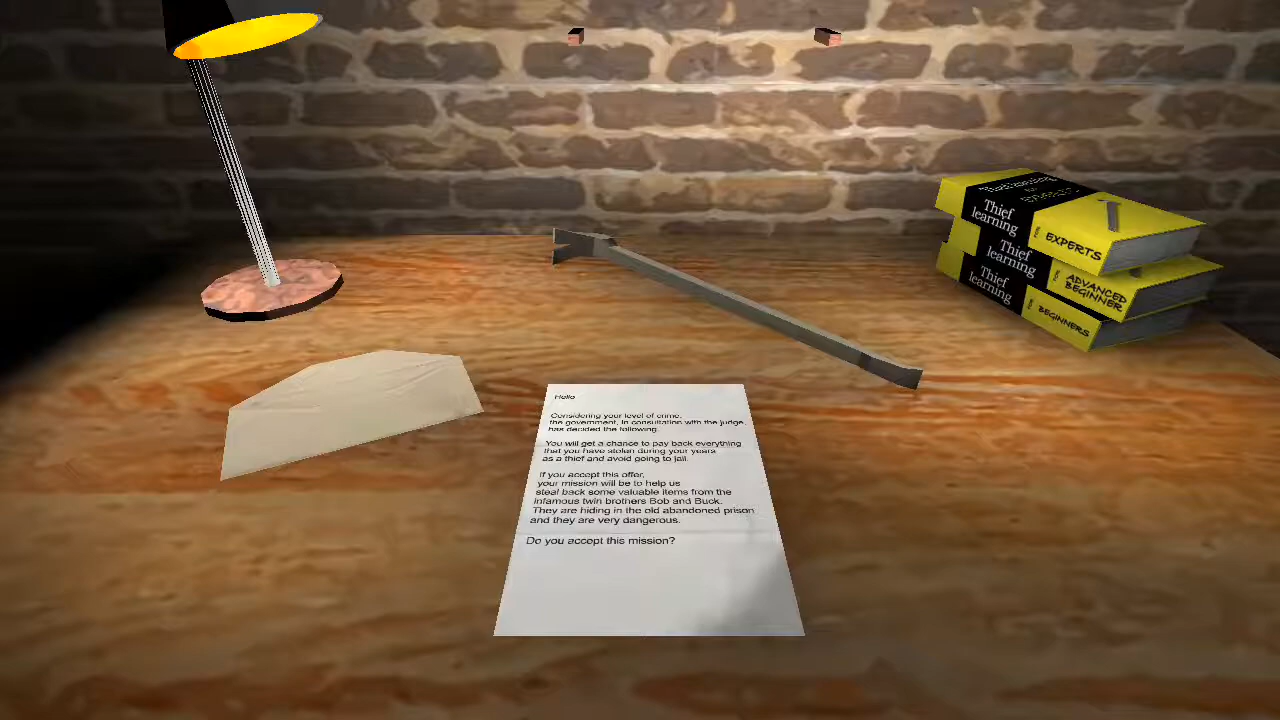 Thief learning
FOR EXPERTS
Thief learning
FOR ADVANCED BEGINNER
Thief learning
FOR BEGINNERS
Hello
Considering your level of crime,
the government, in consultation with the judge,
has decided the following.
You will get a chance to pay back everything
that you have stolen during your years
as a thief and avoid going to jail.
If you accept this offer,
your mission will be to help us
steal back some valuable items from the
infamous twin brothers Bob and Buck.
They are hiding in the old abandoned prison
and they are very dangerous.
Do you accept this mission?